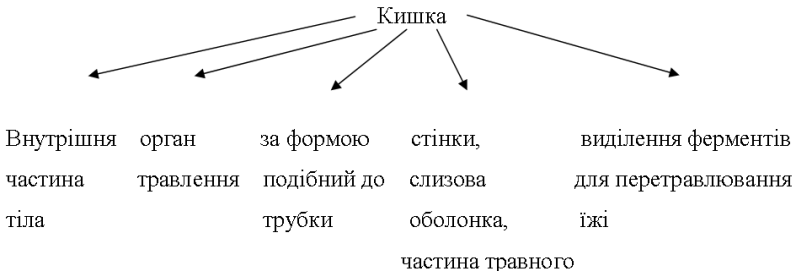 Кишка
Внутрішня орган за формою стінки, виділення ферментів
частина травлення подібний до слизова для перетравлювання
тіла трубки оболонка, їжі
частина травного